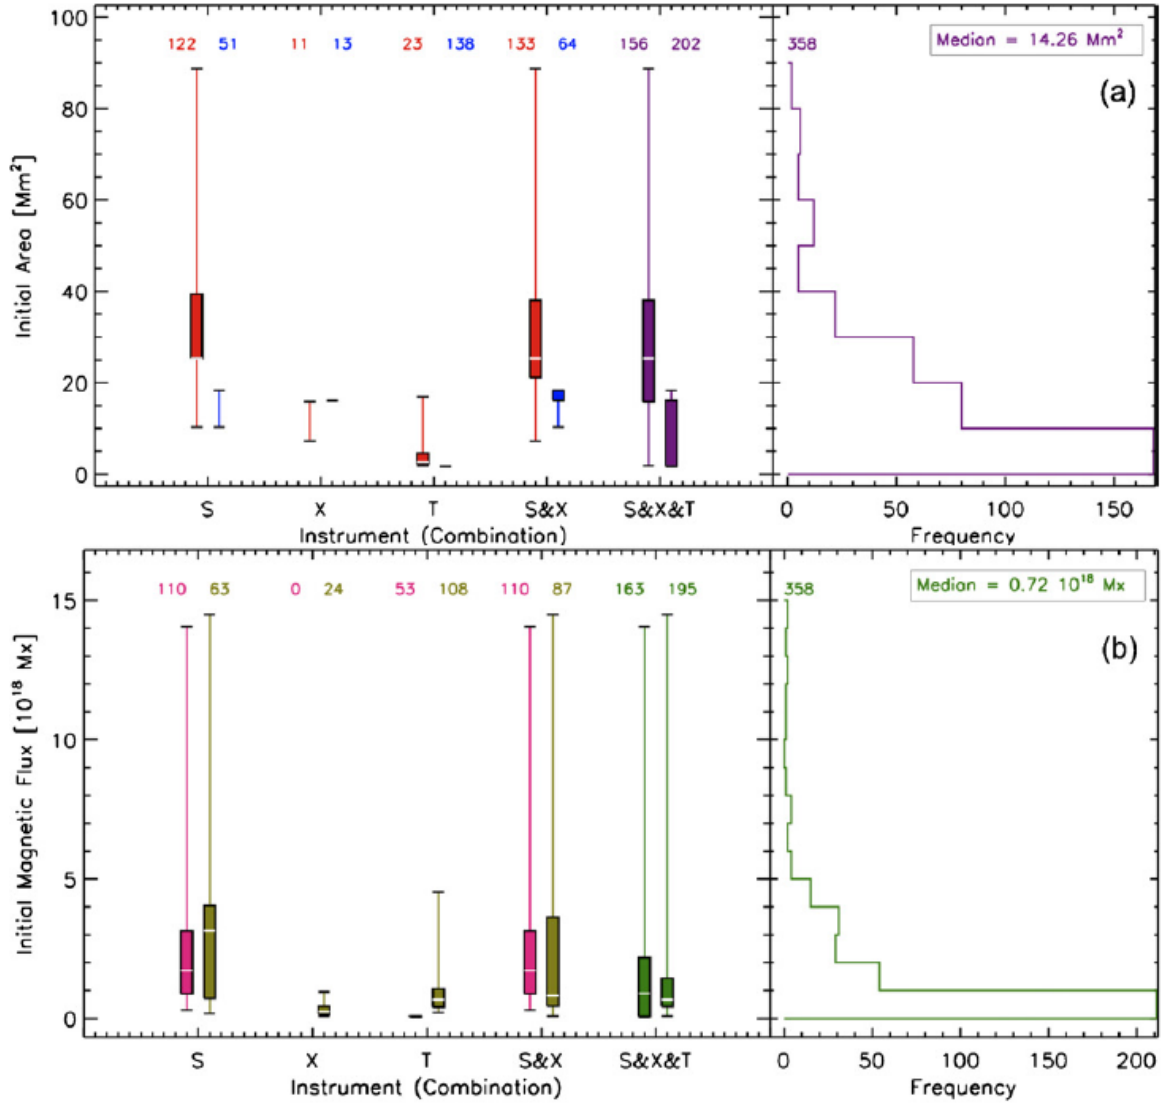 122 51 11 13 23 138 133 64 156 202
358 Median = 14.26 Mm²
(a)
Initial Area [Mm²]
100
80
60
40
20
0
S X T S&X S&X&T
Instrument (Combination)
0 50 100 150
Frequency
110 63 0 24 53 108 110 87 163 195
358 Median = 0.72 10¹⁸ Mx
(b)
Initial Magnetic Flux [10¹⁸ Mx]
15
10
5
0
S X T S&X S&X&T
Instrument (Combination)
0 50 100 150 200
Frequency